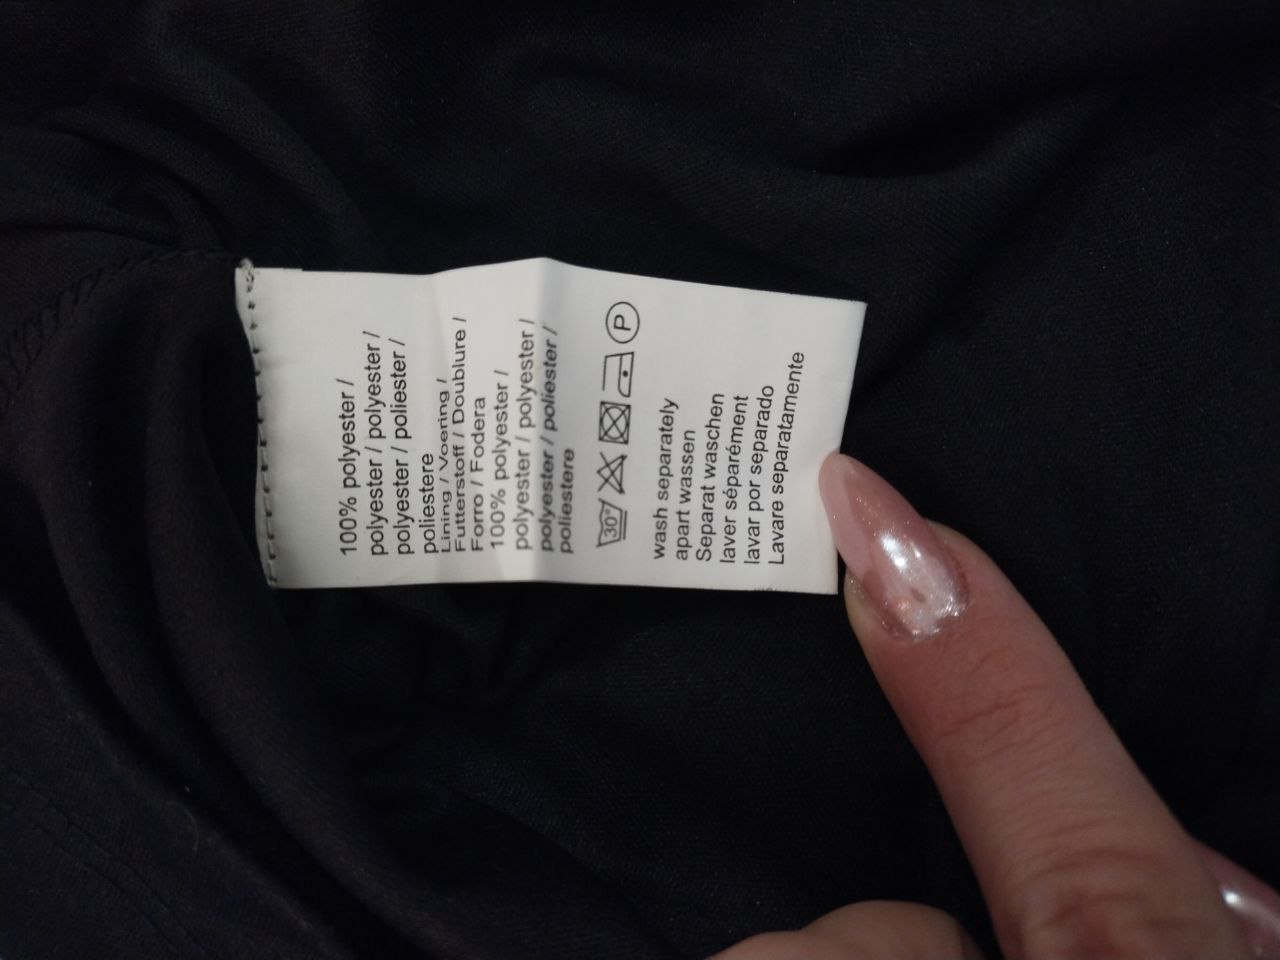 100% polyester /
polyester / polyester /
polyester / poliester /
poliestere
Lining / Voering /
Futterstoff / Doublure /
Forro / Fodera
100% polyester /
polyester / polyester /
polyester / poliester /
poliestere
30° P
wash separately
apart wassen
Separat waschen
laver séparément
lavar por separado
Lavare separatamente